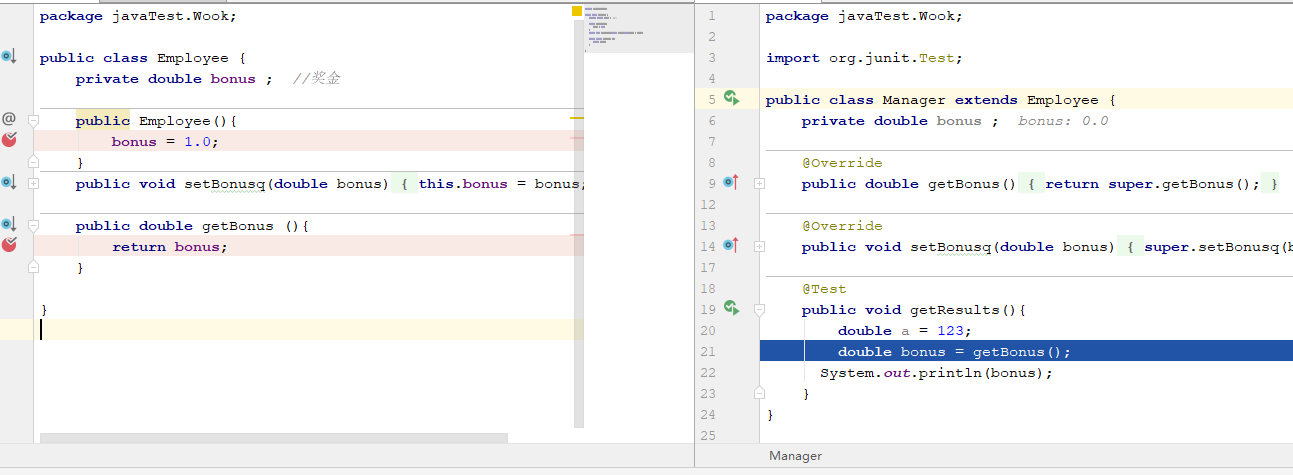 package javaTest.Wook;
public class Employee {
private double bonus ;  //奖金
@
public Employee(){
bonus = 1.0;
}
public void setBonusq(double bonus) { this.bonus = bonus;
public double getBonus (){
return bonus;
}
}
1 package javaTest.Wook;
2
3 import org.junit.Test;
4
5 public class Manager extends Employee {
6 private double bonus ;  bonus: 0.0
7
8 @Override
9 public double getBonus() { return super.getBonus(); }
12
13 @Override
14 public void setBonusq(double bonus) { super.setBonusq(b
17
18 @Test
19 public void getResults(){
20 double a = 123;
21 double bonus = getBonus();
22 System.out.println(bonus);
23 }
24 }
25
Manager